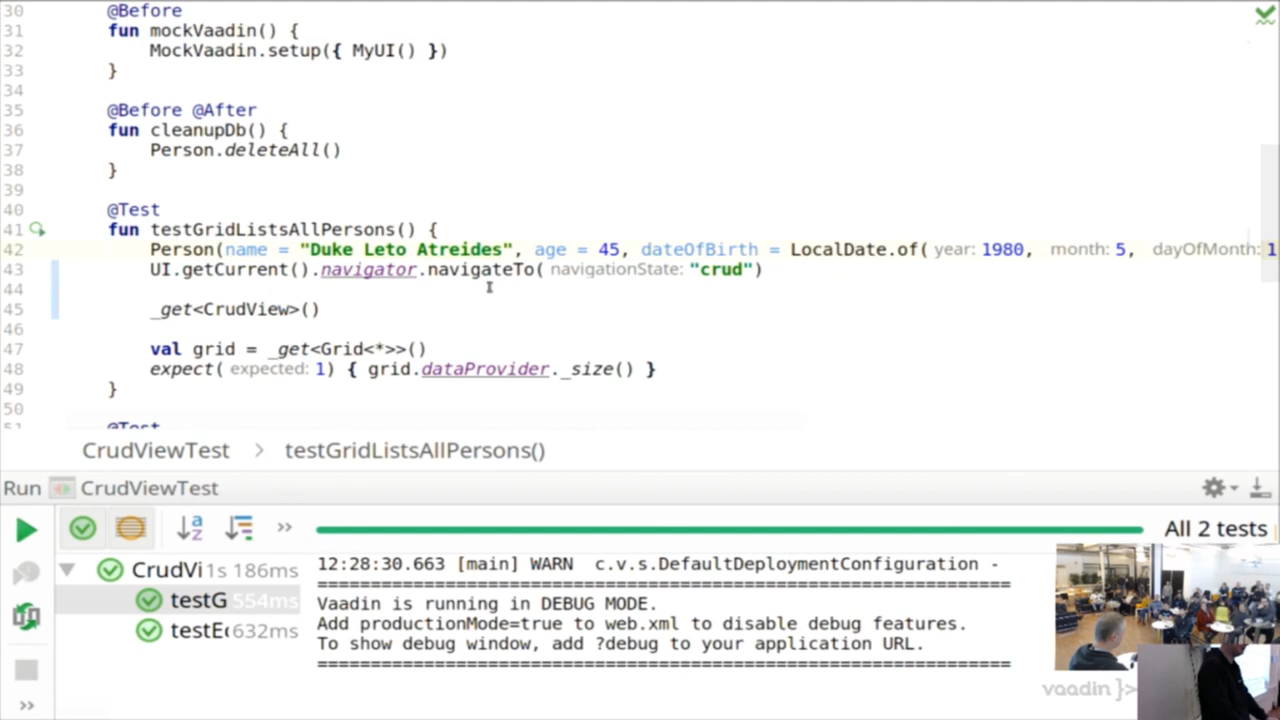 30 @Before
31 fun mockVaadin() {
32 MockVaadin.setup({ MyUI() })
33 }
34
35 @Before @After
36 fun cleanupDb() {
37 Person.deleteAll()
38 }
39
40 @Test
41 fun testGridListsAllPersons() {
42 Person(name = "Duke Leto Atreides", age = 45, dateOfBirth = LocalDate.of( year: 1980, month: 5, dayOfMonth: 1
43 UI.getCurrent().navigator.navigateTo( navigationState: "crud")
44
45 _get<CrudView>()
46
47 val grid = _get<Grid<*>>()
48 expect( expected: 1) { grid.dataProvider._size() }
49 }
50
51 @Test
CrudViewTest > testGridListsAllPersons()
Run CrudViewTest
All 2 tests
CrudVi 1s 186ms
testG 554ms
testE 632ms
12:28:30.663 [main] WARN c.v.s.DefaultDeploymentConfiguration -
=================================================================
Vaadin is running in DEBUG MODE.
Add productionMode=true to web.xml to disable debug features.
To show debug window, add ?debug to your application URL.
=================================================================
vaadin }>